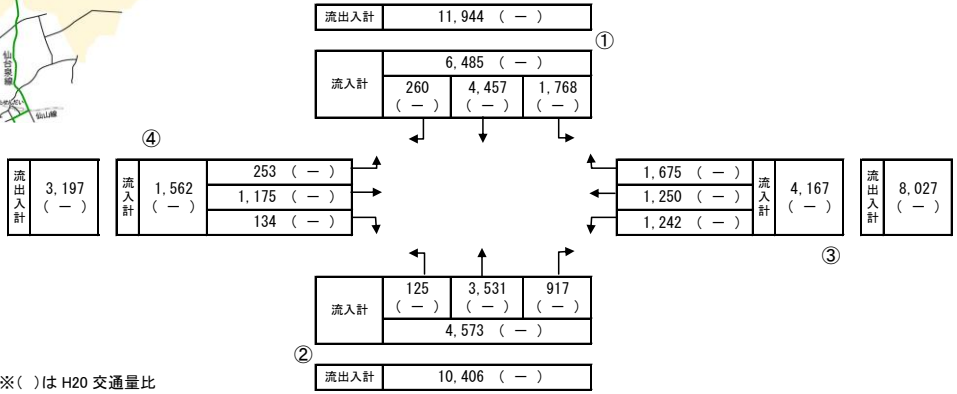 流出入計 11,944 ( － )
①
流入計
6,485 ( － )
260 4,457 1,768
( － ) ( － ) ( － )
仙台泉線
仙山線
④
流出入計 3,197 ( － )
流入計 1,562 ( － )
253 ( － )
1,175 ( － )
134 ( － )
1,675 ( － )
1,250 ( － )
1,242 ( － )
流入計 4,167 ( － )
流出入計 8,027 ( － )
③
流入計
125 3,531 917
( － ) ( － ) ( － )
4,573 ( － )
②
流出入計 10,406 ( － )
※( )は H20 交通量比